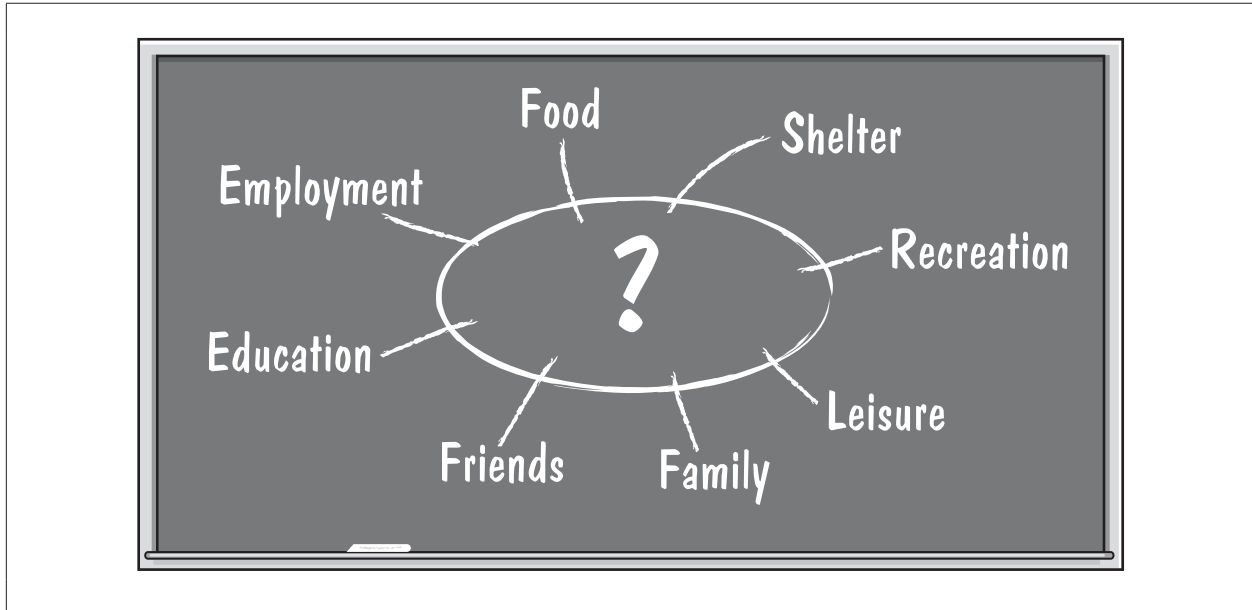 Food
Shelter
Employment
Recreation
?
Education
Leisure
Friends
Family